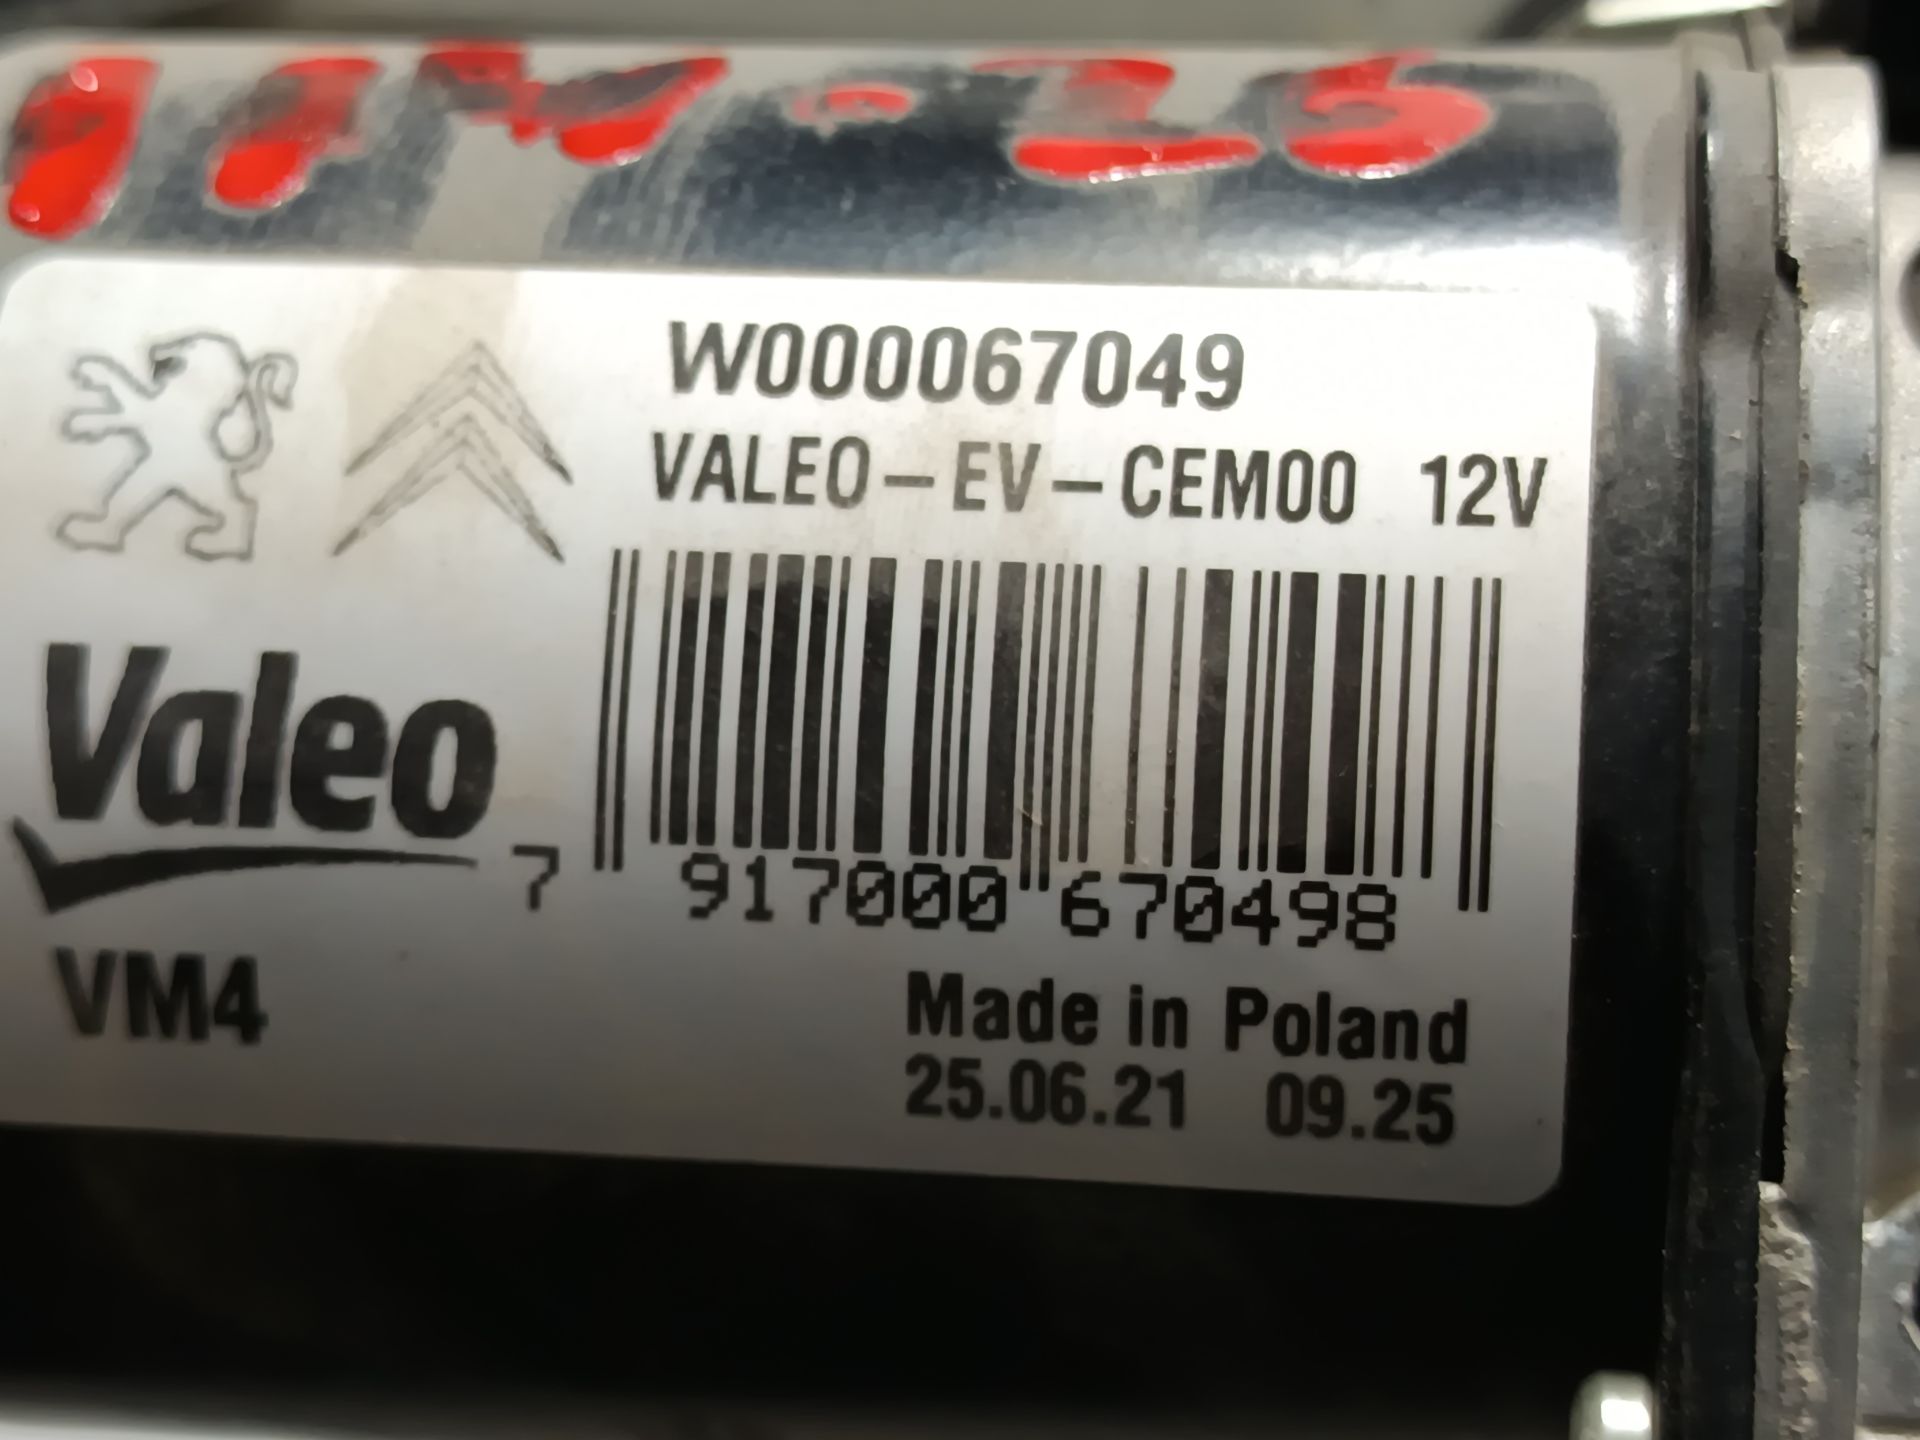 W000067049
VALEO-EV-CEM00 12V
Valeo
7 917000 670498
VM4
Made in Poland
25.06.21 09.25